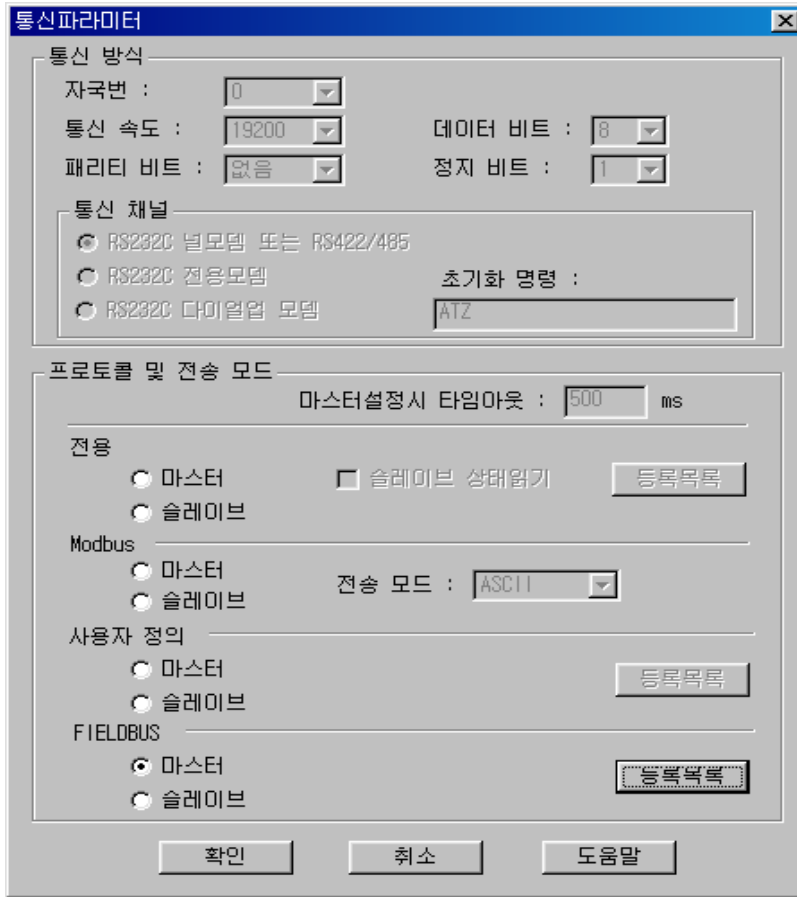 통신파라미터
통신 방식
자국번 : 0
통신 속도 : 19200 데이터 비트 : 8
패리티 비트 : 없음 정지 비트 : 1
통신 채널
RS232C 널모뎀 또는 RS422/485
RS232C 전용모뎀 초기화 명령 :
RS232C 다이얼업 모뎀 ATZ
프로토콜 및 전송 모드
마스터설정시 타임아웃 : 500 ms
전용
마스터 슬레이브 상태읽기 등록목록
슬레이브
Modbus
마스터 전송 모드 : ASCII
슬레이브
사용자 정의
마스터 등록목록
슬레이브
FIELDBUS
마스터 등록목록
슬레이브
확인 취소 도움말